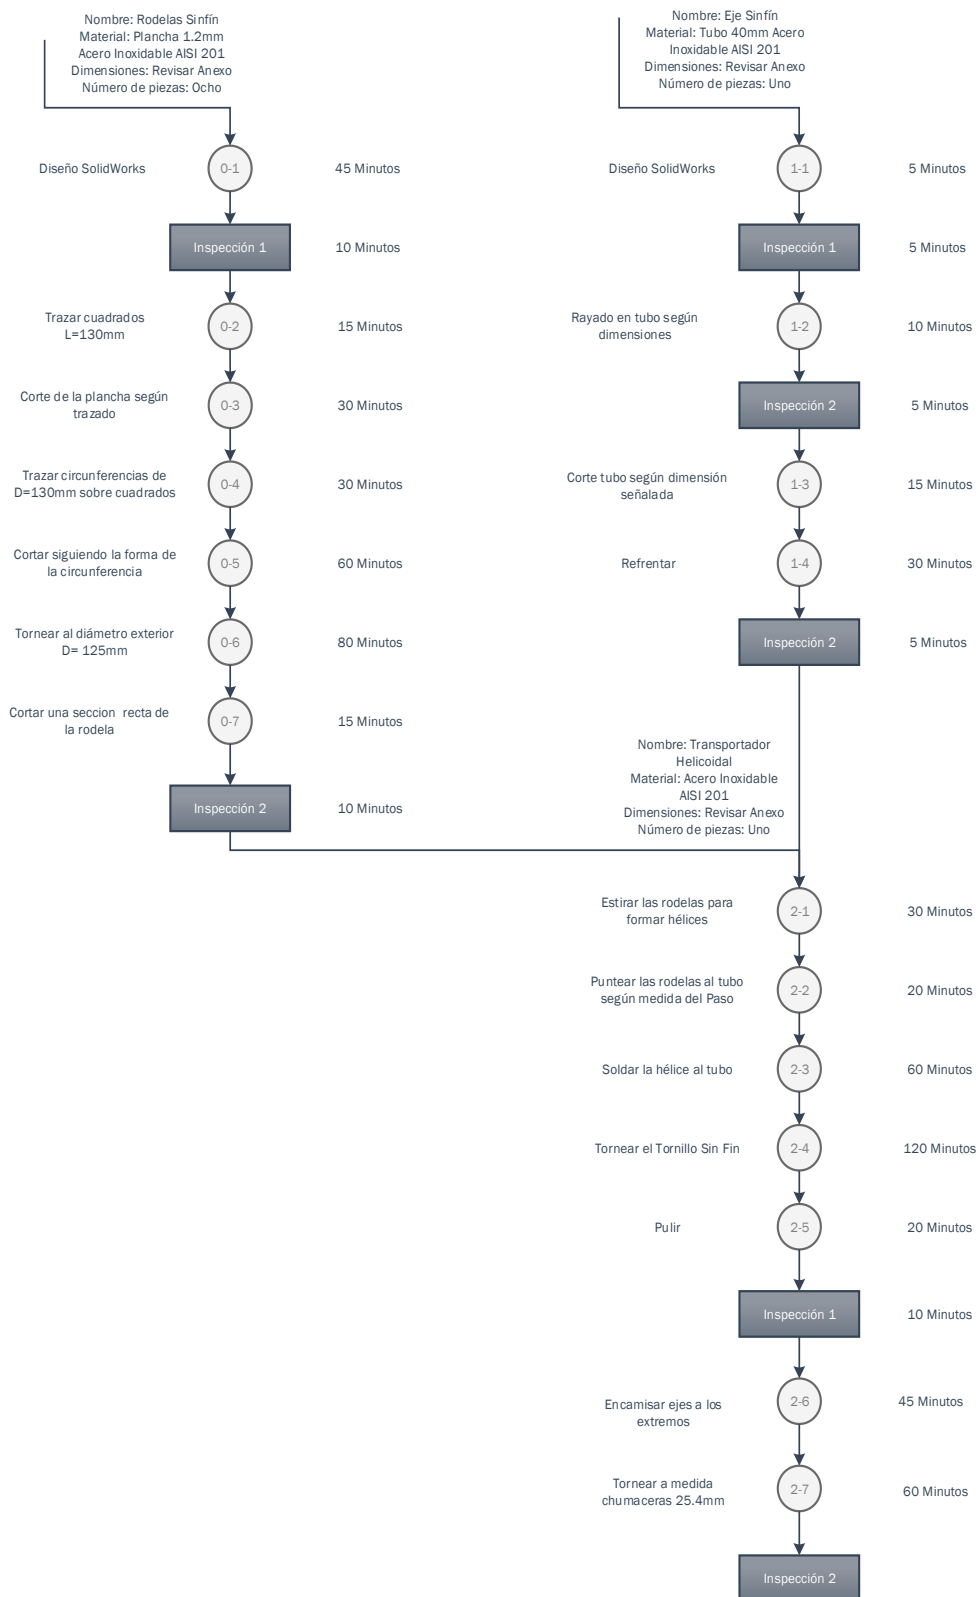 Nombre: Rodelas Sinfín
Material: Plancha 1.2mm
Acero Inoxidable AISI 201
Dimensiones: Revisar Anexo
Número de piezas: Ocho
Diseño SolidWorks
0-1
45 Minutos
Inspección 1
10 Minutos
Trazar cuadrados
L=130mm
0-2
15 Minutos
Corte de la plancha según
trazado
0-3
30 Minutos
Trazar circunferencias de
D=130mm sobre cuadrados
0-4
30 Minutos
Cortar siguiendo la forma de
la circunferencia
0-5
60 Minutos
Tornear al diámetro exterior
D= 125mm
0-6
80 Minutos
Cortar una seccion recta de
la rodela
0-7
15 Minutos
Inspección 2
10 Minutos
Nombre: Eje Sinfín
Material: Tubo 40mm Acero
Inoxidable AISI 201
Dimensiones: Revisar Anexo
Número de piezas: Uno
Diseño SolidWorks
1-1
5 Minutos
Inspección 1
5 Minutos
Rayado en tubo según
dimensiones
1-2
10 Minutos
Inspección 2
5 Minutos
Corte tubo según dimensión
señalada
1-3
15 Minutos
Refrentar
1-4
30 Minutos
Inspección 2
5 Minutos
Nombre: Transportador
Helicoidal
Material: Acero Inoxidable
AISI 201
Dimensiones: Revisar Anexo
Número de piezas: Uno
Estirar las rodelas para
formar hélices
2-1
30 Minutos
Puntear las rodelas al tubo
según medida del Paso
2-2
20 Minutos
Soldar la hélice al tubo
2-3
60 Minutos
Tornear el Tornillo Sin Fin
2-4
120 Minutos
Pulir
2-5
20 Minutos
Inspección 1
10 Minutos
Encamisar ejes a los
extremos
2-6
45 Minutos
Tornear a medida
chumaceras 25.4mm
2-7
60 Minutos
Inspección 2